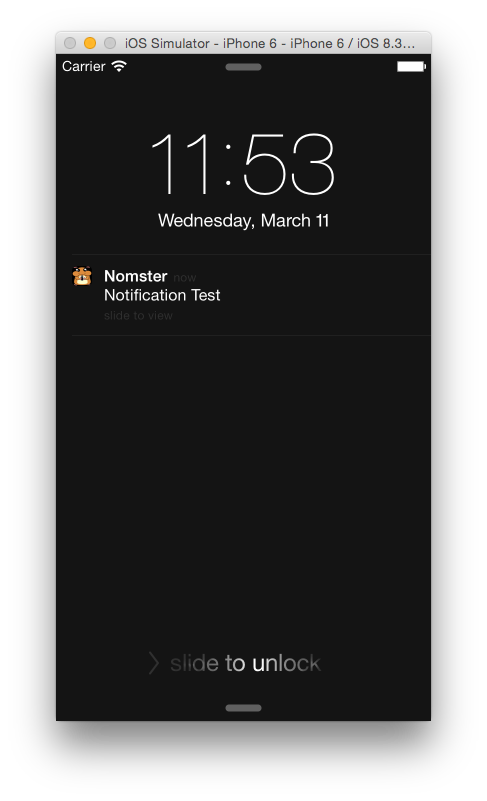 iOS Simulator - iPhone 6 - iPhone 6 / iOS 8.3...
Carrier
11:53
Wednesday, March 11
Nomster now
Notification Test
slide to view
slide to unlock